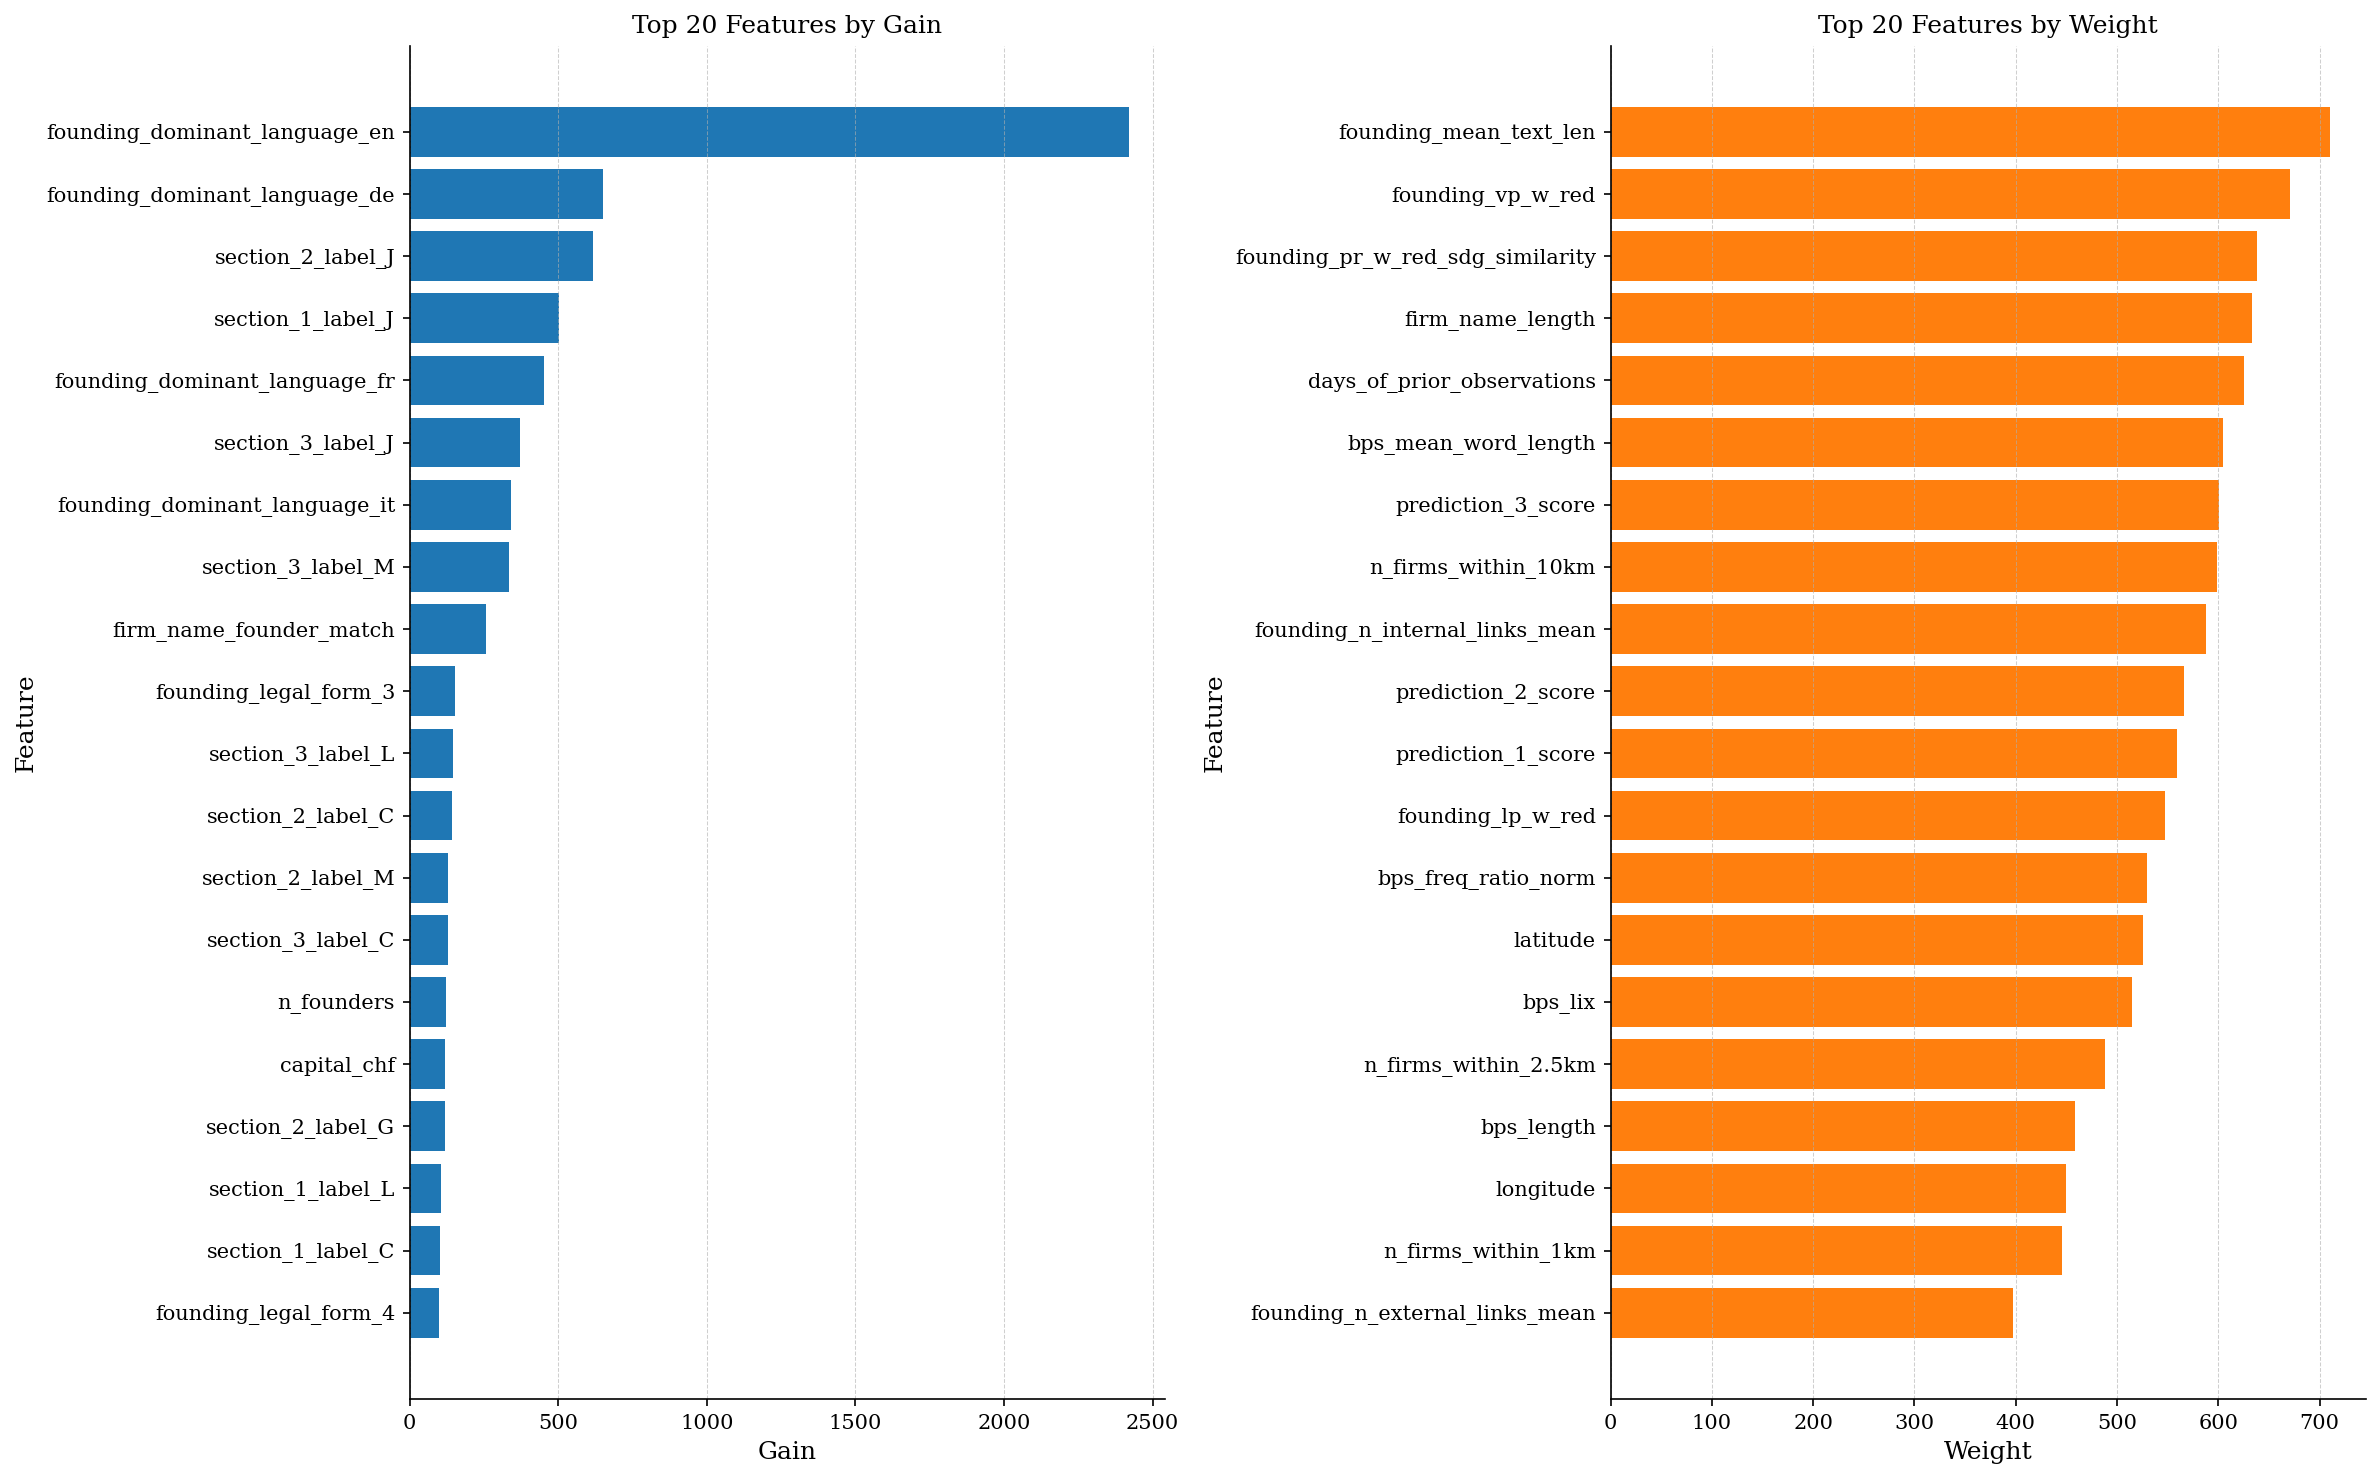 Top 20 Features by Gain
founding_dominant_language_en
founding_dominant_language_de
section_2_label_J
section_1_label_J
founding_dominant_language_fr
section_3_label_J
founding_dominant_language_it
section_3_label_M
firm_name_founder_match
founding_legal_form_3
section_3_label_L
section_2_label_C
section_2_label_M
section_3_label_C
n_founders
capital_chf
section_2_label_G
section_1_label_L
section_1_label_C
founding_legal_form_4
Feature
0 500 1000 1500 2000 2500
Gain
Top 20 Features by Weight
founding_mean_text_len
founding_vp_w_red
founding_pr_w_red_sdg_similarity
firm_name_length
days_of_prior_observations
bps_mean_word_length
prediction_3_score
n_firms_within_10km
founding_n_internal_links_mean
prediction_2_score
prediction_1_score
founding_lp_w_red
bps_freq_ratio_norm
latitude
bps_lix
n_firms_within_2.5km
bps_length
longitude
n_firms_within_1km
founding_n_external_links_mean
Feature
0 100 200 300 400 500 600 700
Weight